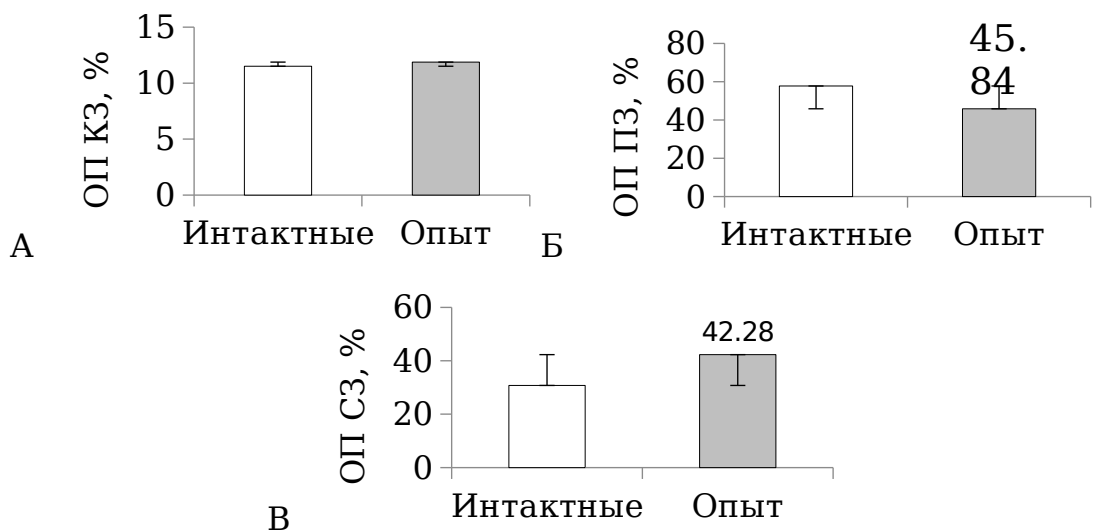 ОП КЗ, %
15
10
5
0
Интактные Опыт
А
ОП ПЗ, %
80
60
40
20
0
45.
84
Интактные Опыт
Б
ОП СЗ, %
60
40
20
0
42.28
Интактные Опыт
В